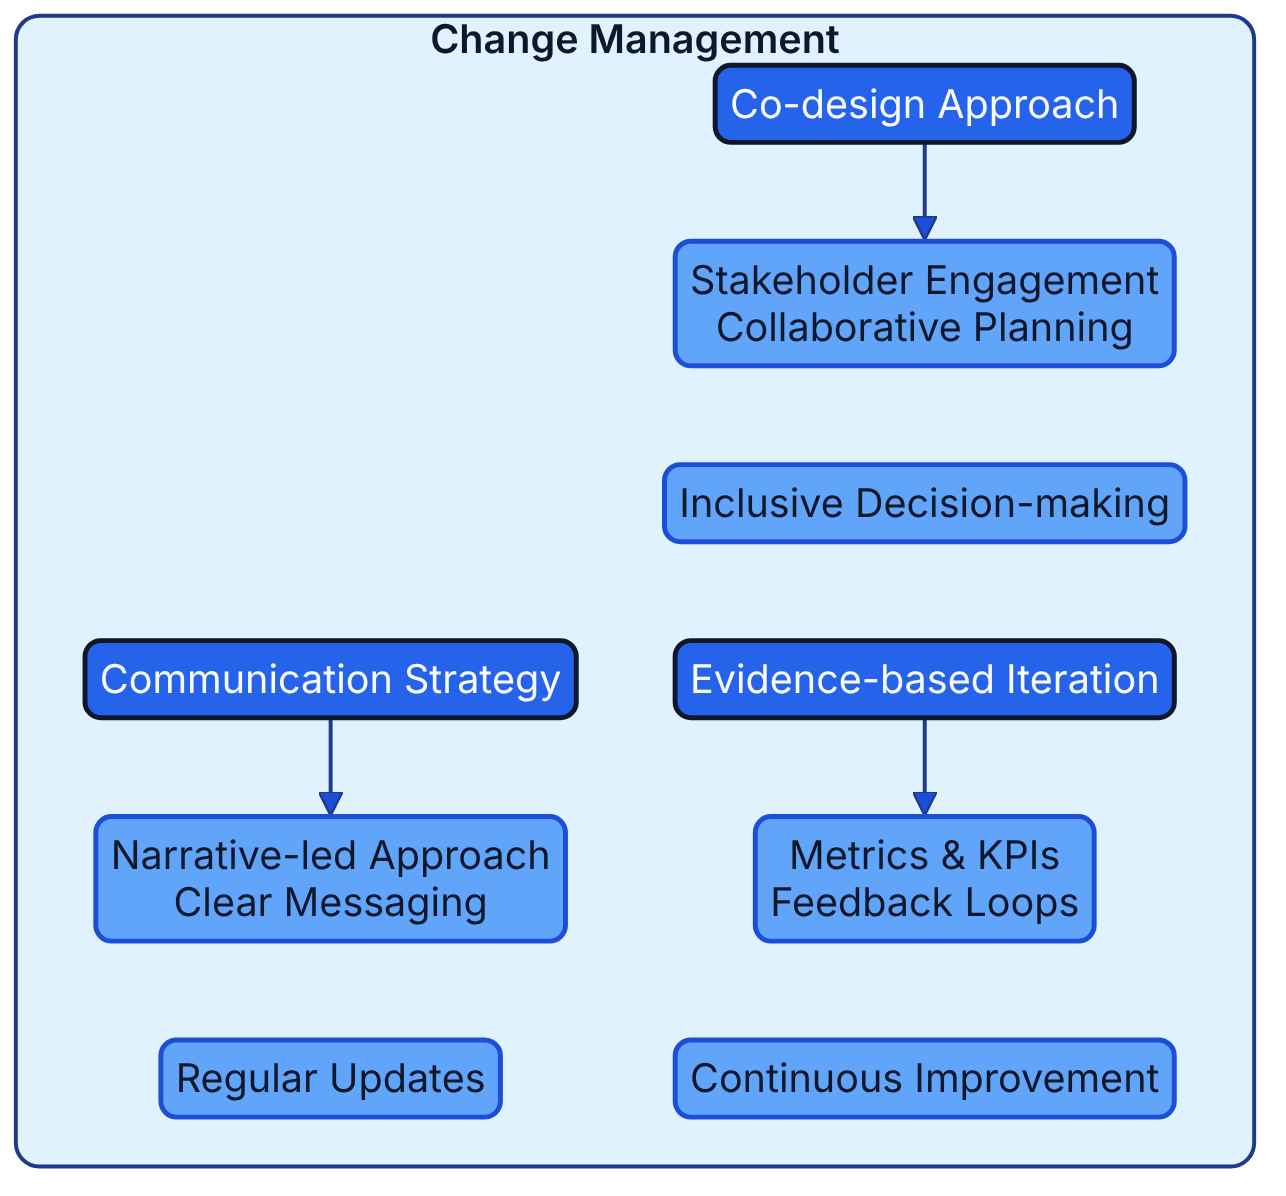 Change Management
Co-design Approach
Stakeholder Engagement
Collaborative Planning
Inclusive Decision-making
Communication Strategy
Evidence-based Iteration
Narrative-led Approach
Clear Messaging
Metrics & KPIs
Feedback Loops
Regular Updates
Continuous Improvement